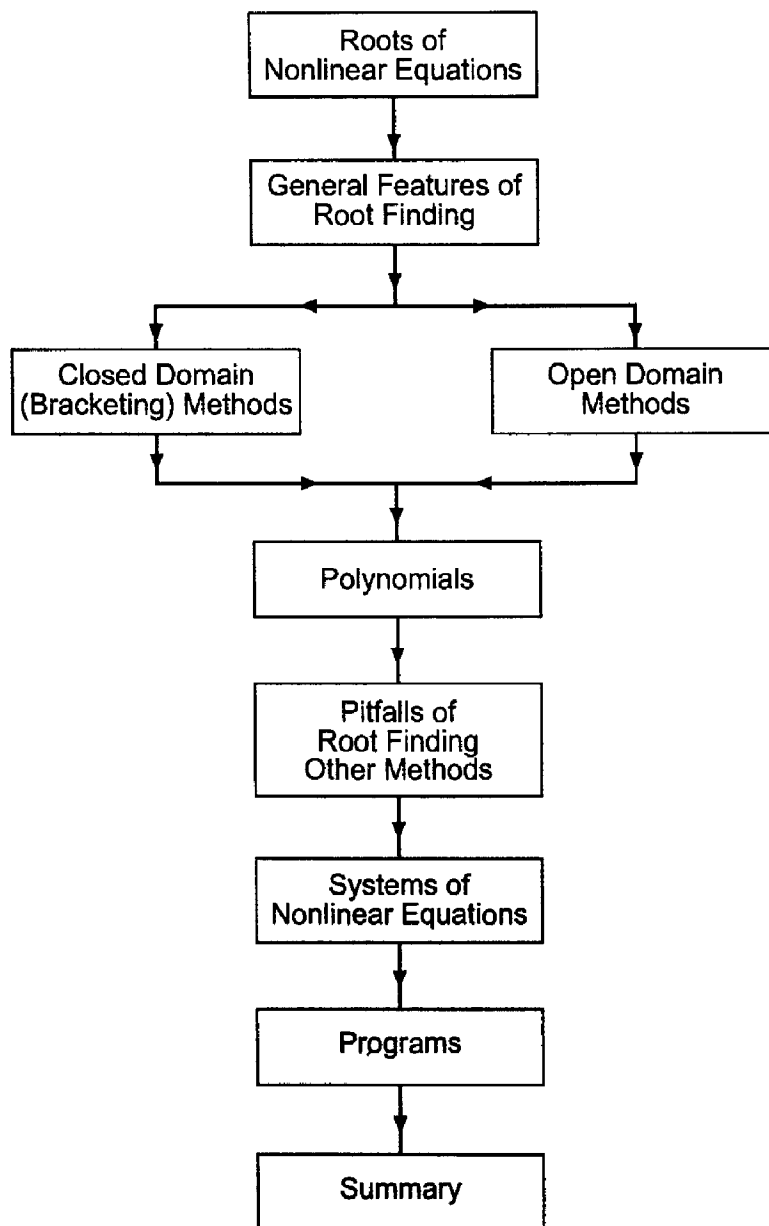 Roots of
Nonlinear Equations
General Features of
Root Finding
Closed Domain
(Bracketing) Methods
Open Domain
Methods
Polynomials
Pitfalls of
Root Finding
Other Methods
Systems of
Nonlinear Equations
Programs
Summary